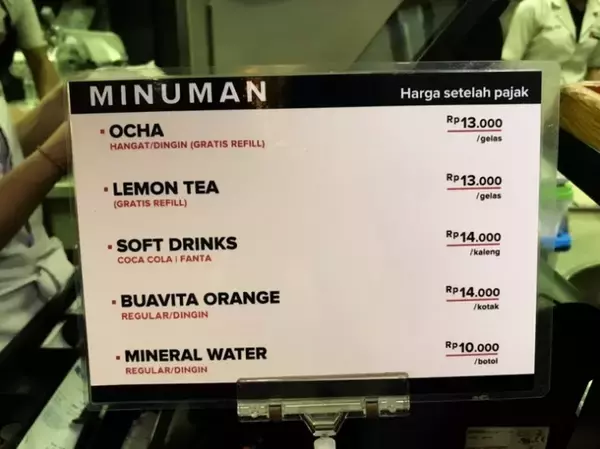 MINUMAN Harga setelah pajak
OCHA Rp13.000
HANGAT/DINGIN (GRATIS REFILL) /gelas
LEMON TEA Rp13.000
(GRATIS REFILL) /gelas
SOFT DRINKS Rp14.000
COCA COLA | FANTA /kaleng
BUAVITA ORANGE Rp14.000
REGULAR/DINGIN /kotak
MINERAL WATER Rp10.000
REGULAR/DINGIN /botol